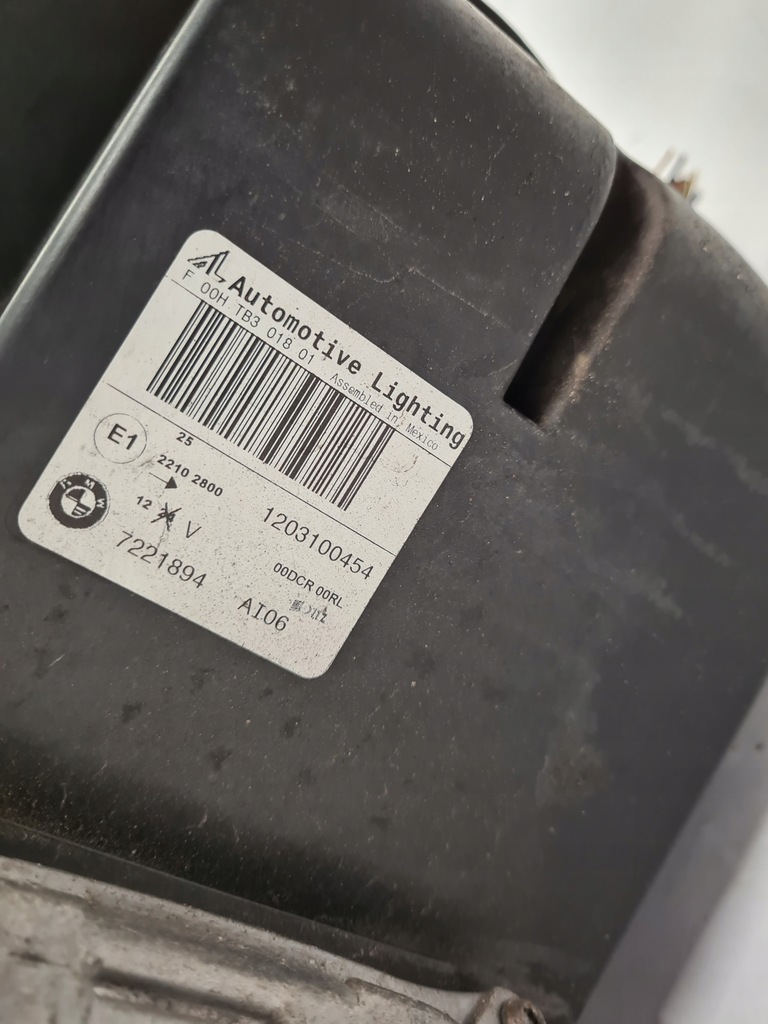 AL Automotive Lighting
F 00H TB3 018 01
Assembled in Mexico
E1
25
2210 2800
BMW
12 V
1203100454
7221894
00DCR 00RL
AI06